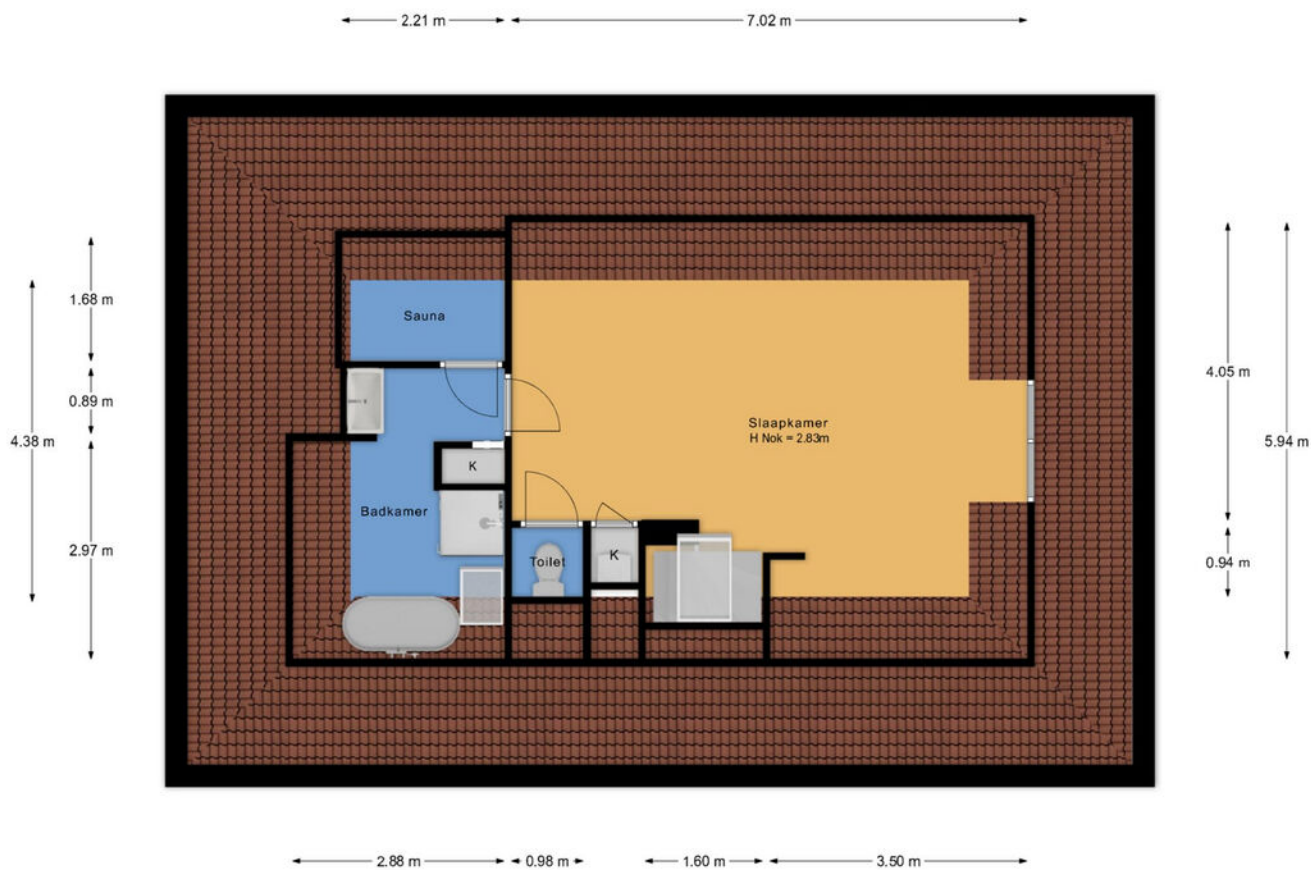 2.21 m
7.02 m
1.68 m
0.89 m
4.38 m
2.97 m
Sauna
Slaapkamer
H Nok = 2.83m
K
Badkamer
Toilet
K
4.05 m
5.94 m
0.94 m
2.88 m
0.98 m
1.60 m
3.50 m